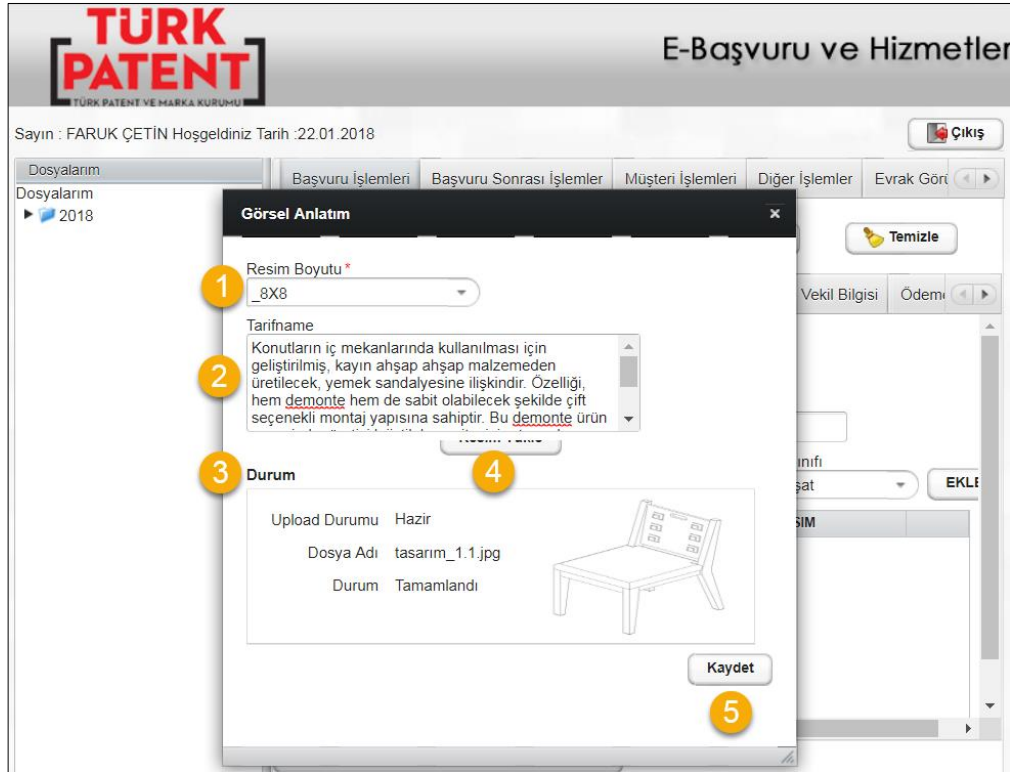 TÜRK
PATENT
TÜRK PATENT VE MARKA KURUMU
E-Başvuru ve Hizmetler
Sayın : FARUK ÇETİN Hoşgeldiniz Tarih :22.01.2018
Çıkış
Dosyalarım
Dosyalarım
2018
Başvuru İşlemleri
Başvuru Sonrası İşlemler
Müşteri İşlemleri
Diğer İşlemler
Evrak Görü
Görsel Anlatım
x
Temizle
Vekil Bilgisi
Ödeme
1
Resim Boyutu *
_8X8
2
Tarifname
Konutların iç mekanlarında kullanılması için
geliştirilmiş, kayın ahşap ahşap malzemeden
üretilecek, yemek sandalyesine ilişkindir. Özelliği,
hem demonte hem de sabit olabilecek şekilde çift
seçenekli montaj yapısına sahiptir. Bu demonte ürün
4
3
Durum
Upload Durumu Hazir
Dosya Adı tasarım_1.1.jpg
Durum Tamamlandı
Kaydet
5
ınıfı
şat
EKLE
SIM